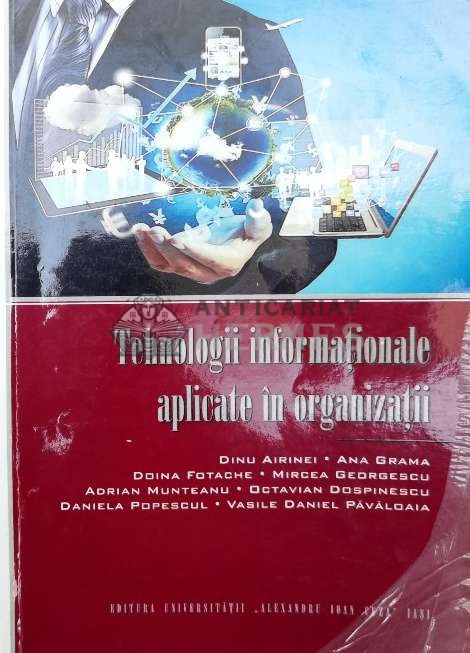 ANTICARIAT
HERMES
Tehnologii informaționale
aplicate în organizații
DINU AIRINEI • ANA GRAMA
DOINA FOTACHE • MIRCEA GEORGESCU
ADRIAN MUNTEANU • OCTAVIAN DOSPINESCU
DANIELA POPESCUL • VASILE DANIEL PĂVĂLOAIA
EDITURA UNIVERSITĂȚII „ALEXANDRU IOAN CUZA” IAȘI